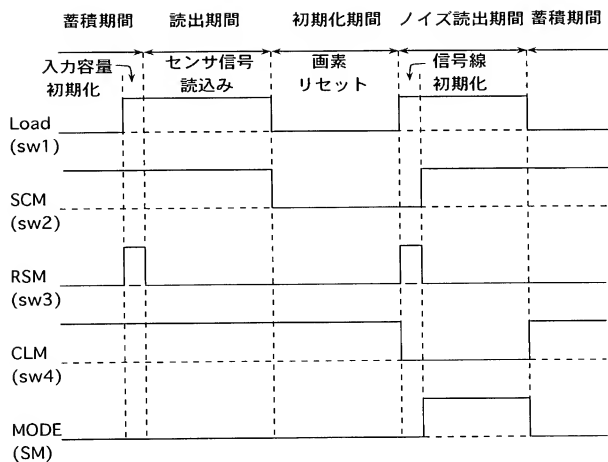 蓄積期間 読出期間 初期化期間 ノイズ読出期間 蓄積期間
入力容量
初期化
センサ信号
読込み
画素
リセット
信号線
初期化
Load
(sw1)
SCM
(sw2)
RSM
(sw3)
CLM
(sw4)
MODE
(SM)